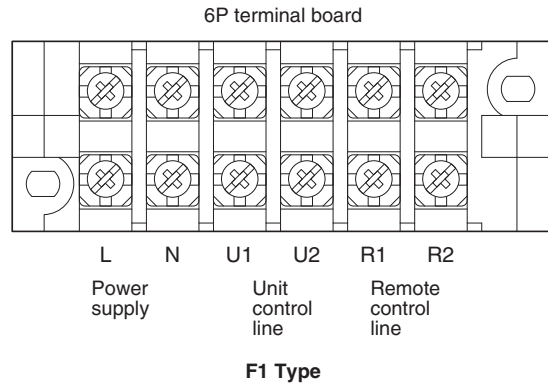 6P terminal board
L N U1 U2 R1 R2
Power supply
Unit control line
Remote control line
F1 Type